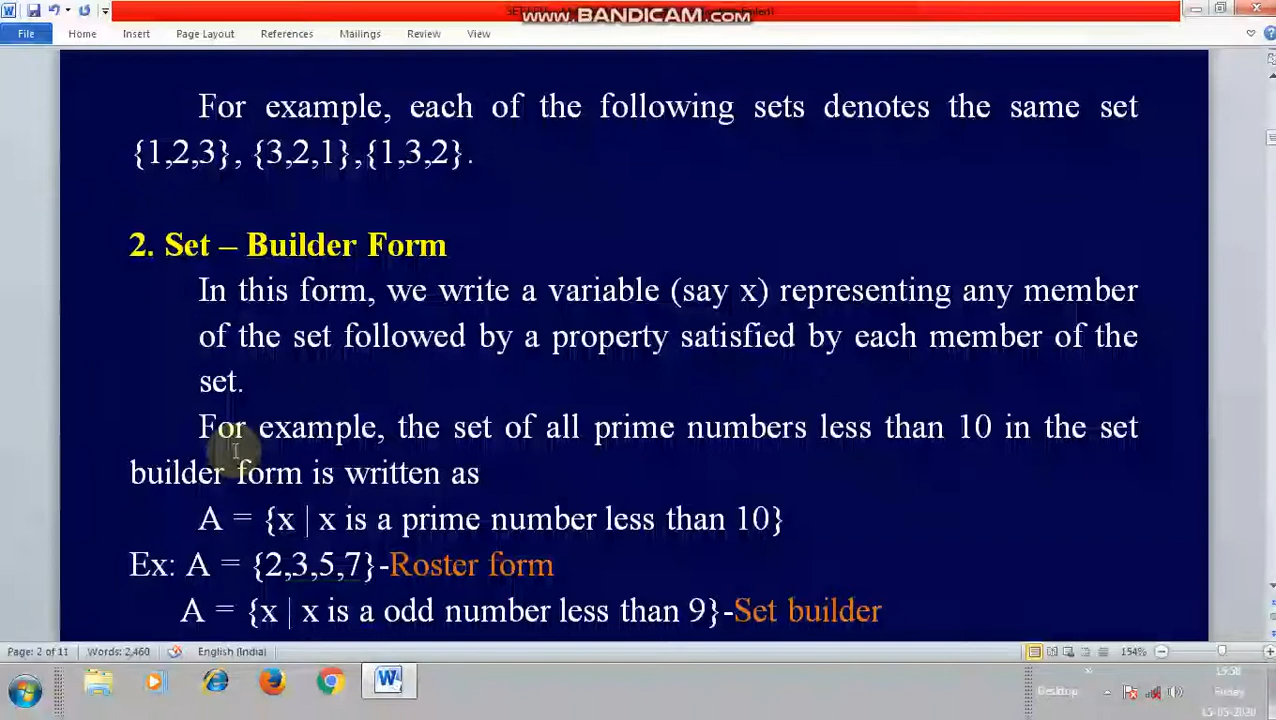 www.BANDICAM.com
File Home Insert Page Layout References Mailings Review View
For example, each of the following sets denotes the same set
{1,2,3}, {3,2,1},{1,3,2}.
2. Set – Builder Form
In this form, we write a variable (say x) representing any member
of the set followed by a property satisfied by each member of the
set.
For example, the set of all prime numbers less than 10 in the set
builder form is written as
A = {x | x is a prime number less than 10}
Ex: A = {2,3,5,7}-Roster form
A = {x | x is a odd number less than 9}-Set builder
Page: 2 of 11 Words: 2,460 English (India) 154%
Desktop
Friday
15-05-2020